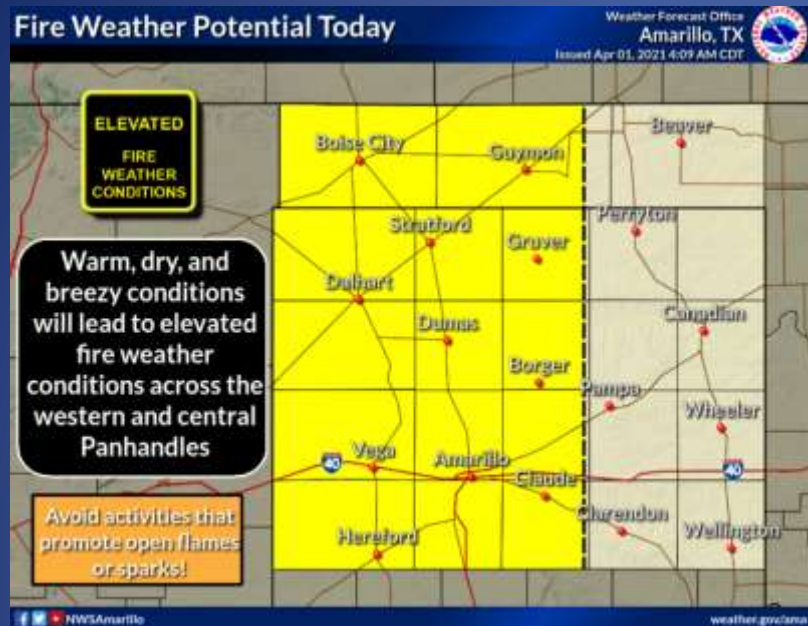 Fire Weather Potential Today
Weather Forecast Office
Amarillo, TX
Issued Apr 01, 2021 4:09 AM CDT
ELEVATED
FIRE
WEATHER
CONDITIONS
Warm, dry, and
breezy conditions
will lead to elevated
fire weather
conditions across the
western and central
Panhandles
Avoid activities that
promote open flames
or sparks!
Boise City
Guymon
Beaver
Perryton
Stratford
Gruver
Dalhart
Dumas
Canadian
Borger
Pampa
Wheeler
40
Vega
Amarillo
Claude
40
Hereford
Clarendon
Wellington
NWSAmarillo
weather.gov/ama